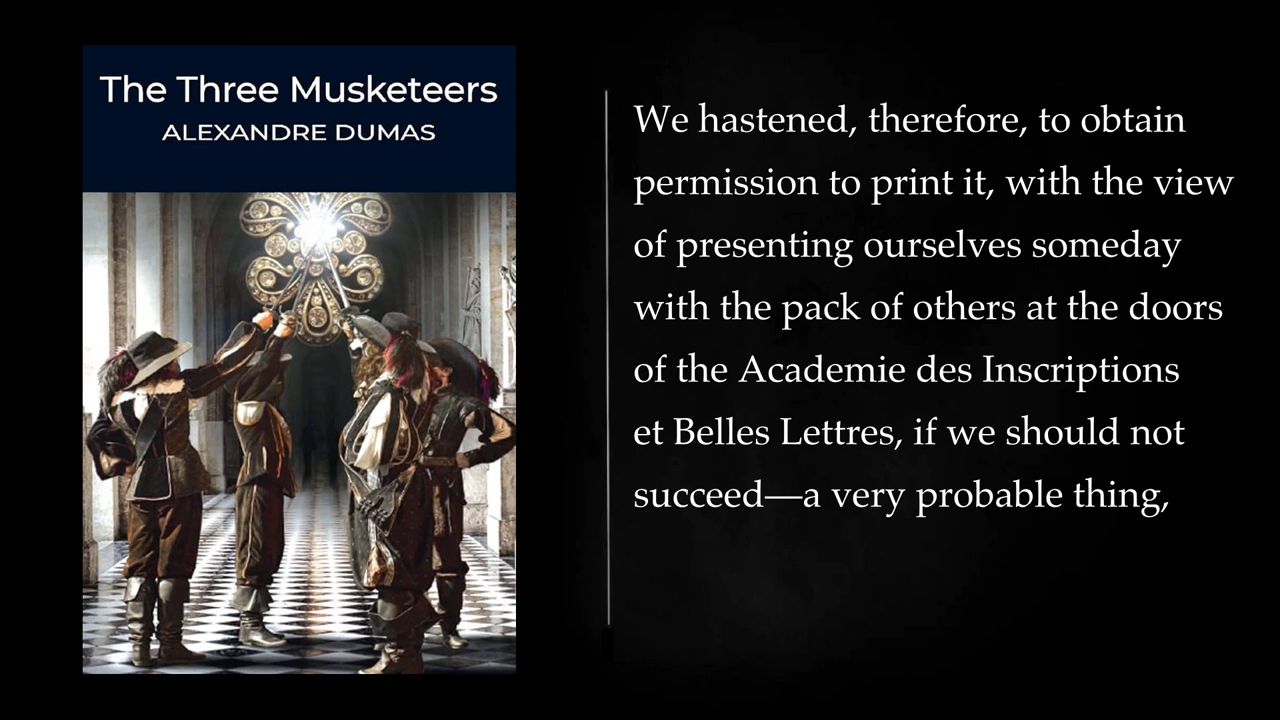 The Three Musketeers
ALEXANDRE DUMAS
We hastened, therefore, to obtain
permission to print it, with the view
of presenting ourselves someday
with the pack of others at the doors
of the Academie des Inscriptions
et Belles Lettres, if we should not
succeed—a very probable thing,